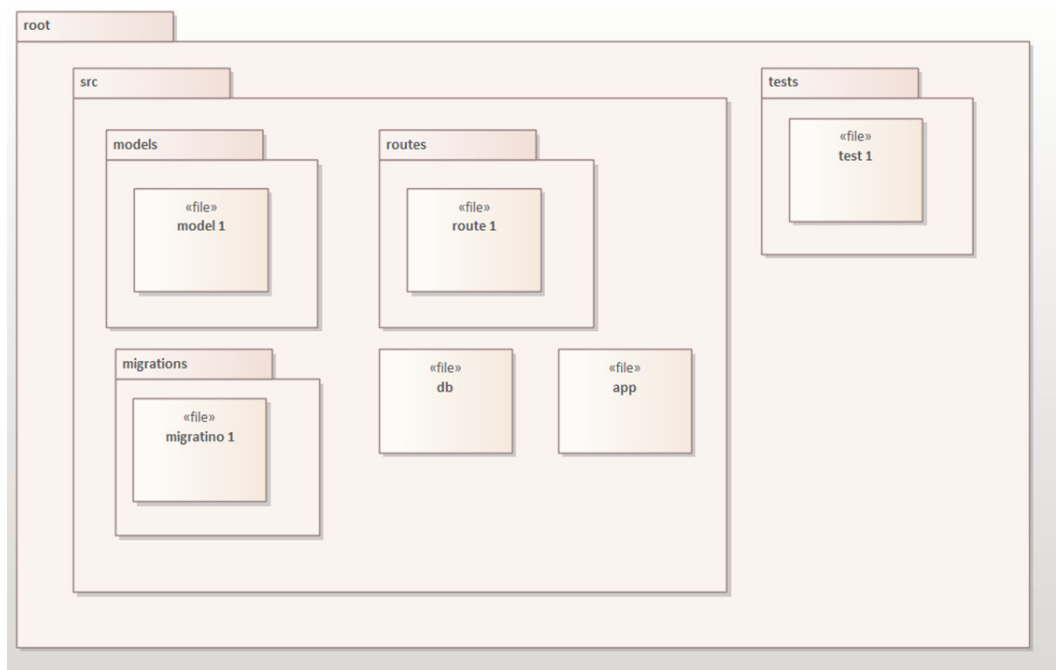 root
src
tests
«file»
test 1
models
routes
«file»
model 1
«file»
route 1
migrations
«file»
migratino 1
«file»
db
«file»
app